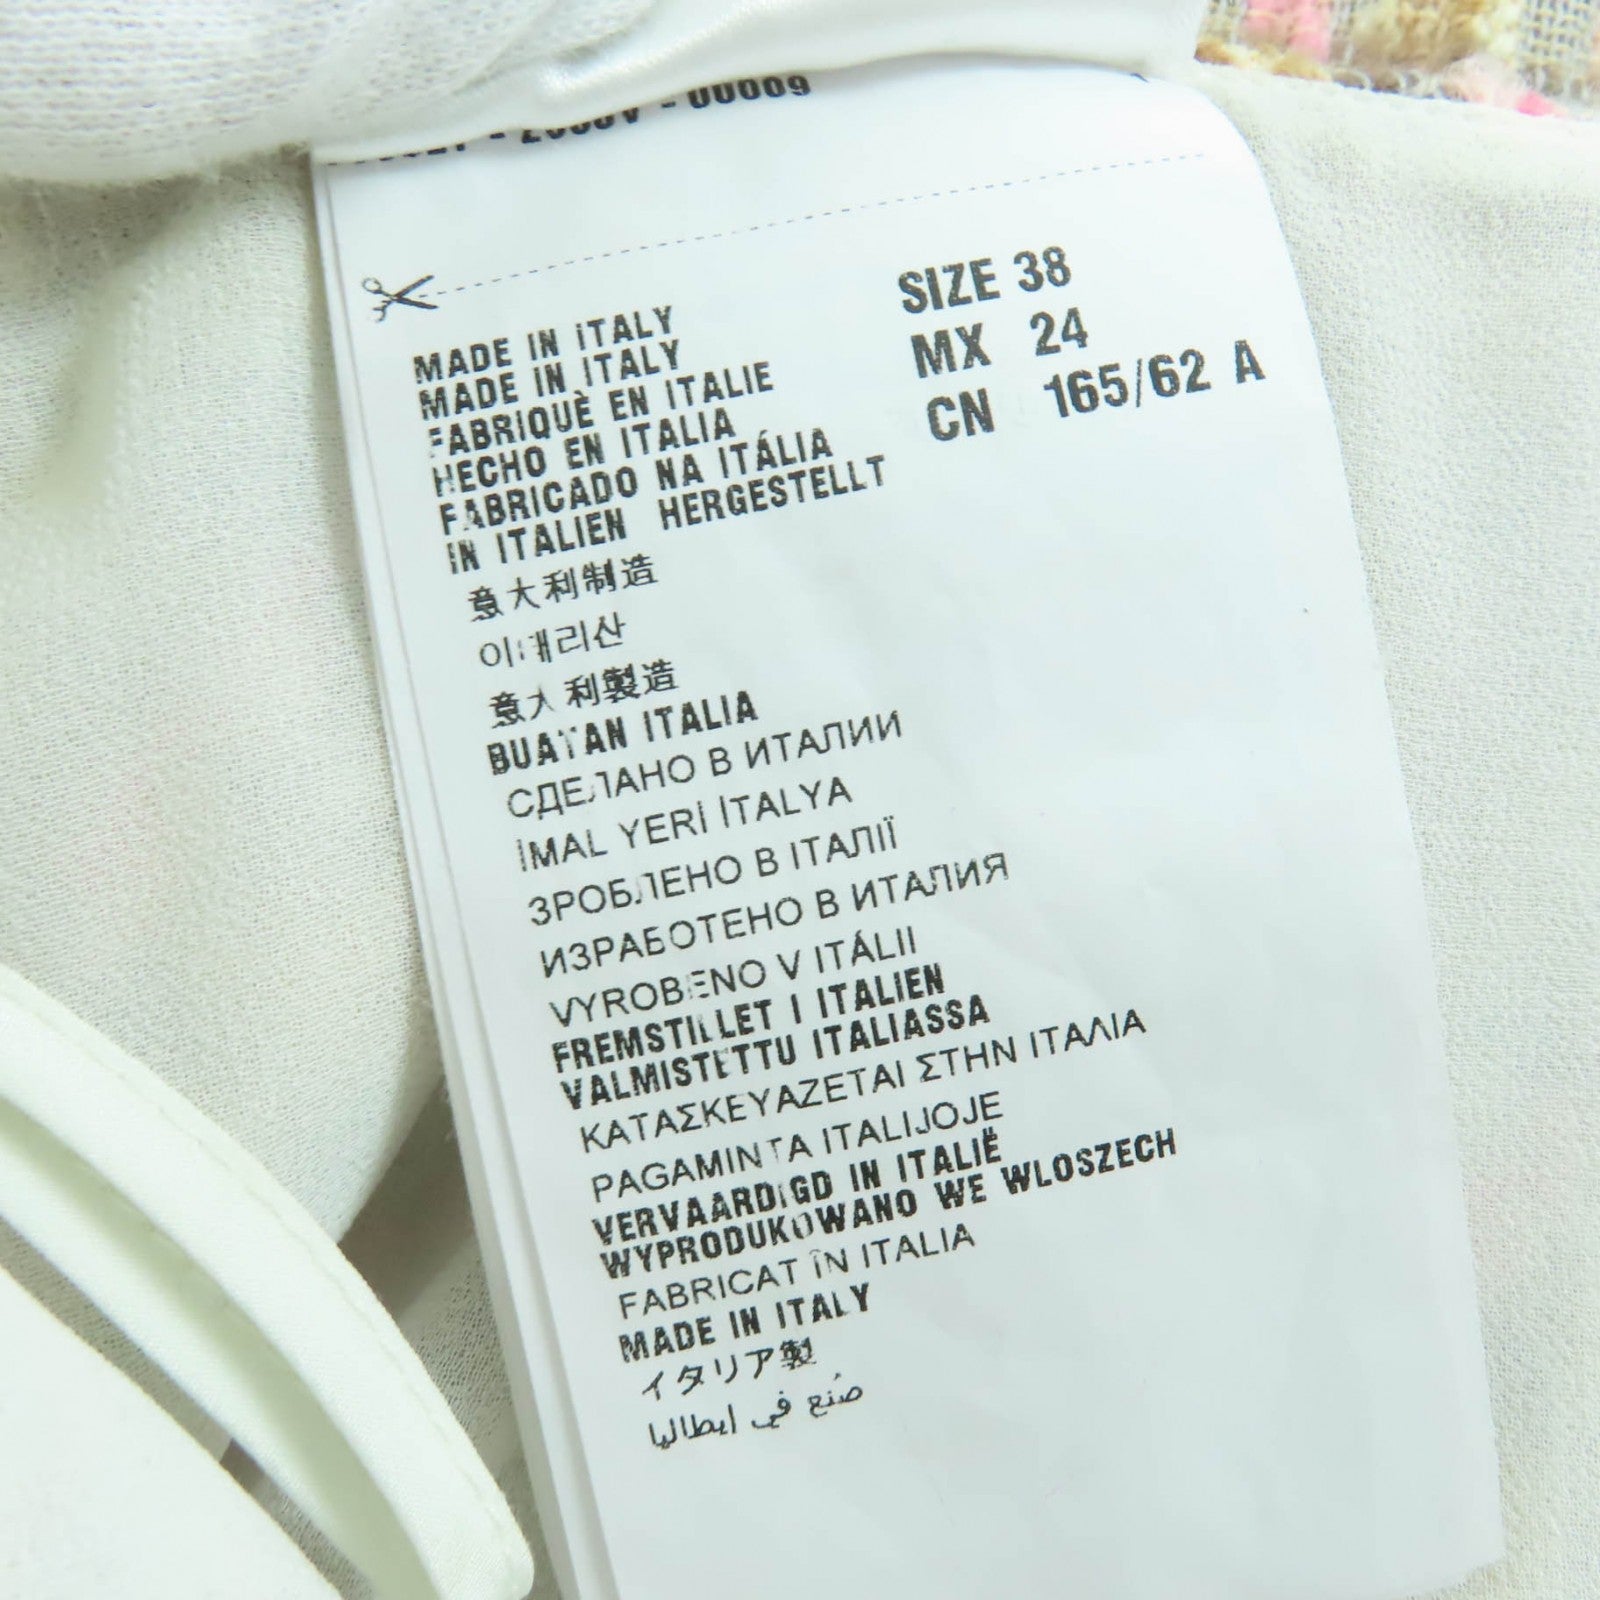 - 00009
SIZE 38
MX 24
CN 165/62 A
MADE IN ITALY
MADE IN ITALY
FABRIQUÈ EN ITALIE
HECHO EN ITALIA
FABRICADO NA ITÁLIA
IN ITALIEN HERGESTELLT
意大利制造
이태리산
意大利製造
BUATAN ITALIA
СДЕЛАНО В ИТАЛИИ
İMAL YERİ İTALYA
ЗРОБЛЕНО В ІТАЛІЇ
ИЗРАБОТЕНО В ИТАЛИЯ
VYROBENO V ITÁLII
FREMSTILLET I ITALIEN
VALMISTETTU ITALIASSA
ΚΑΤΑΣΚΕΥΑΖΕΤΑΙ ΣΤΗΝ ΙΤΑΛΙΑ
PAGAMINTA ITALIJOJE
VERVAARDIGD IN ITALIË
WYPRODUKOWANO WE WLOSZECH
FABRICAT ÎN ITALIA
MADE IN ITALY
イタリア製
صُنع في ايطاليا